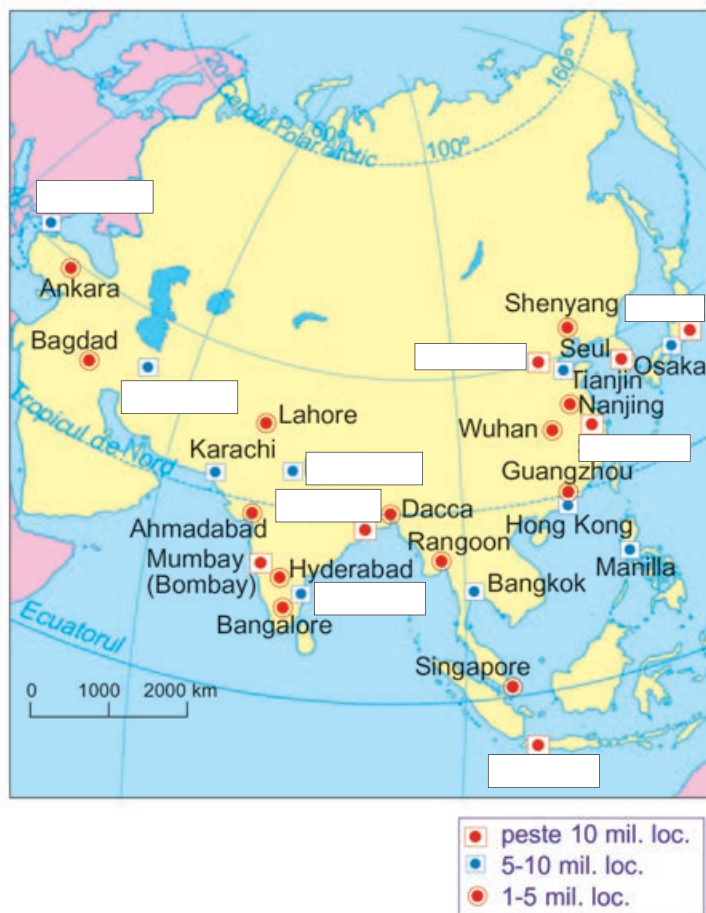 20°
Cercul Polar Arctic
60°
100°
160°
Ankara
Bagdad
Shenyang
Seul
Osaka
Tianjin
Nanjing
Wuhan
Lahore
Tropicul de Nord
Karachi
Guangzhou
Ahmadabad
Dacca
Hong Kong
Mumbay
(Bombay)
Hyderabad
Rangoon
Manilla
Bangkok
Bangalore
Ecuatorul
Singapore
0 1000 2000 km
peste 10 mil. loc.
5-10 mil. loc.
1-5 mil. loc.